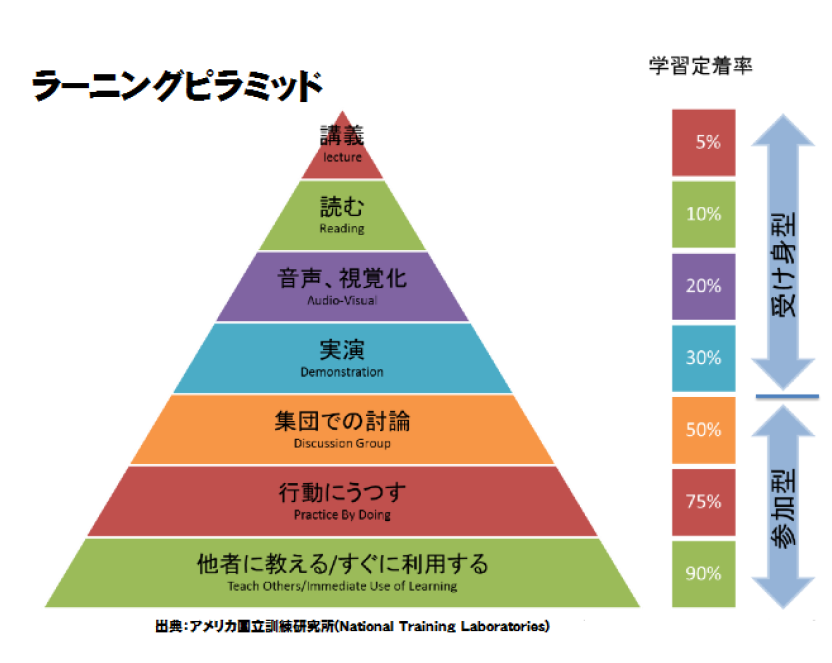 学習定着率
ラーニングピラミッド
講義
lecture
5%
読む
Reading
10%
音声、視覚化
Audio-Visual
20%
受け身型
実演
Demonstration
30%
集団での討論
Discussion Group
50%
行動にうつす
Practice By Doing
75%
参加型
他者に教える/すぐに利用する
Teach Others/Immediate Use of Learning
90%
出典：アメリカ国立訓練研究所(National Training Laboratories)